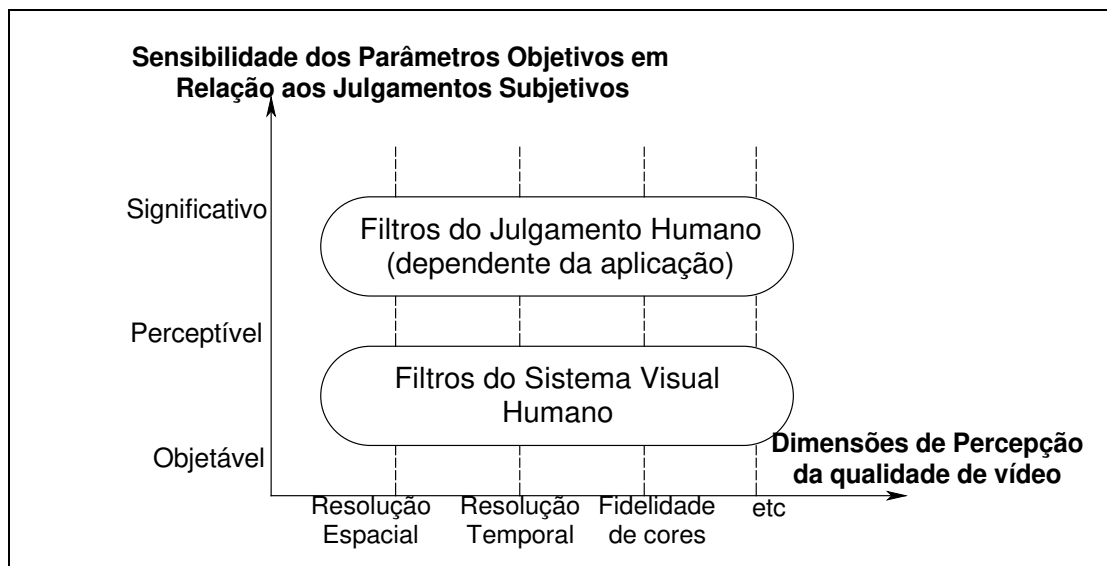 Sensibilidade dos Parâmetros Objetivos em
Relação aos Julgamentos Subjetivos
Significativo
Filtros do Julgamento Humano
(dependente da aplicação)
Perceptível
Filtros do Sistema Visual
Humano
Objetável
Dimensões de Percepção
da qualidade de vídeo
Resolução
Espacial
Resolução
Temporal
Fidelidade
de cores
etc